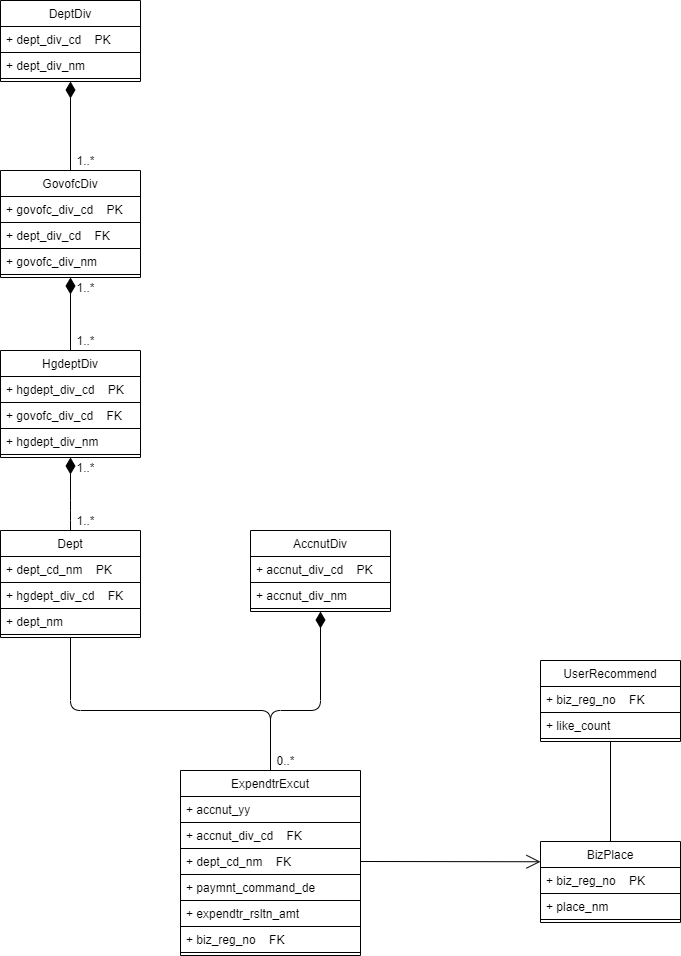 DeptDiv
+ dept_div_cd PK
+ dept_div_nm
1..*
GovofcDiv
+ govofc_div_cd PK
+ dept_div_cd FK
+ govofc_div_nm
1..*
1..*
HgdeptDiv
+ hgdept_div_cd PK
+ govofc_div_cd FK
+ hgdept_div_nm
1..*
1..*
Dept
+ dept_cd_nm PK
+ hgdept_div_cd FK
+ dept_nm
AccnutDiv
+ accnut_div_cd PK
+ accnut_div_nm
UserRecommend
+ biz_reg_no FK
+ like_count
0..*
ExpendtrExcut
+ accnut_yy
+ accnut_div_cd FK
+ dept_cd_nm FK
+ paymnt_command_de
+ expendtr_rsltn_amt
+ biz_reg_no FK
BizPlace
+ biz_reg_no PK
+ place_nm